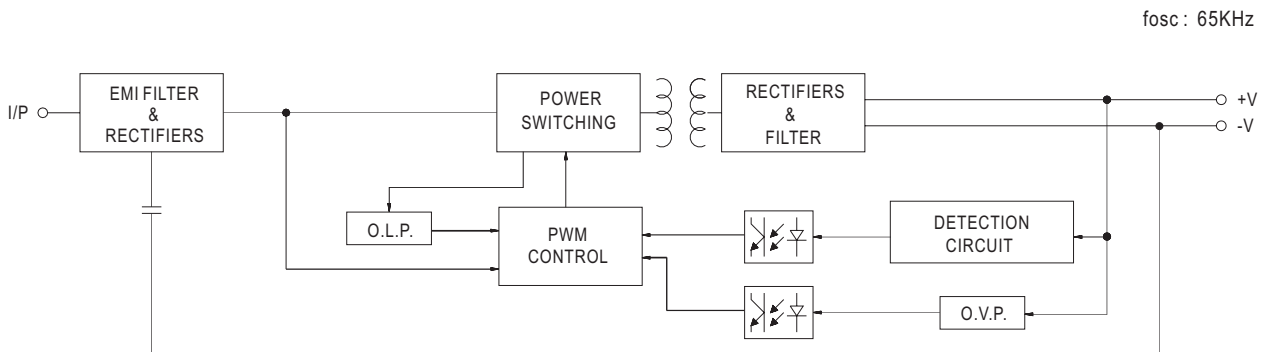 fosc : 65KHz
I/P
EMI FILTER
&
RECTIFIERS
POWER
SWITCHING
RECTIFIERS
&
FILTER
+V
-V
O.L.P.
PWM
CONTROL
DETECTION
CIRCUIT
O.V.P.